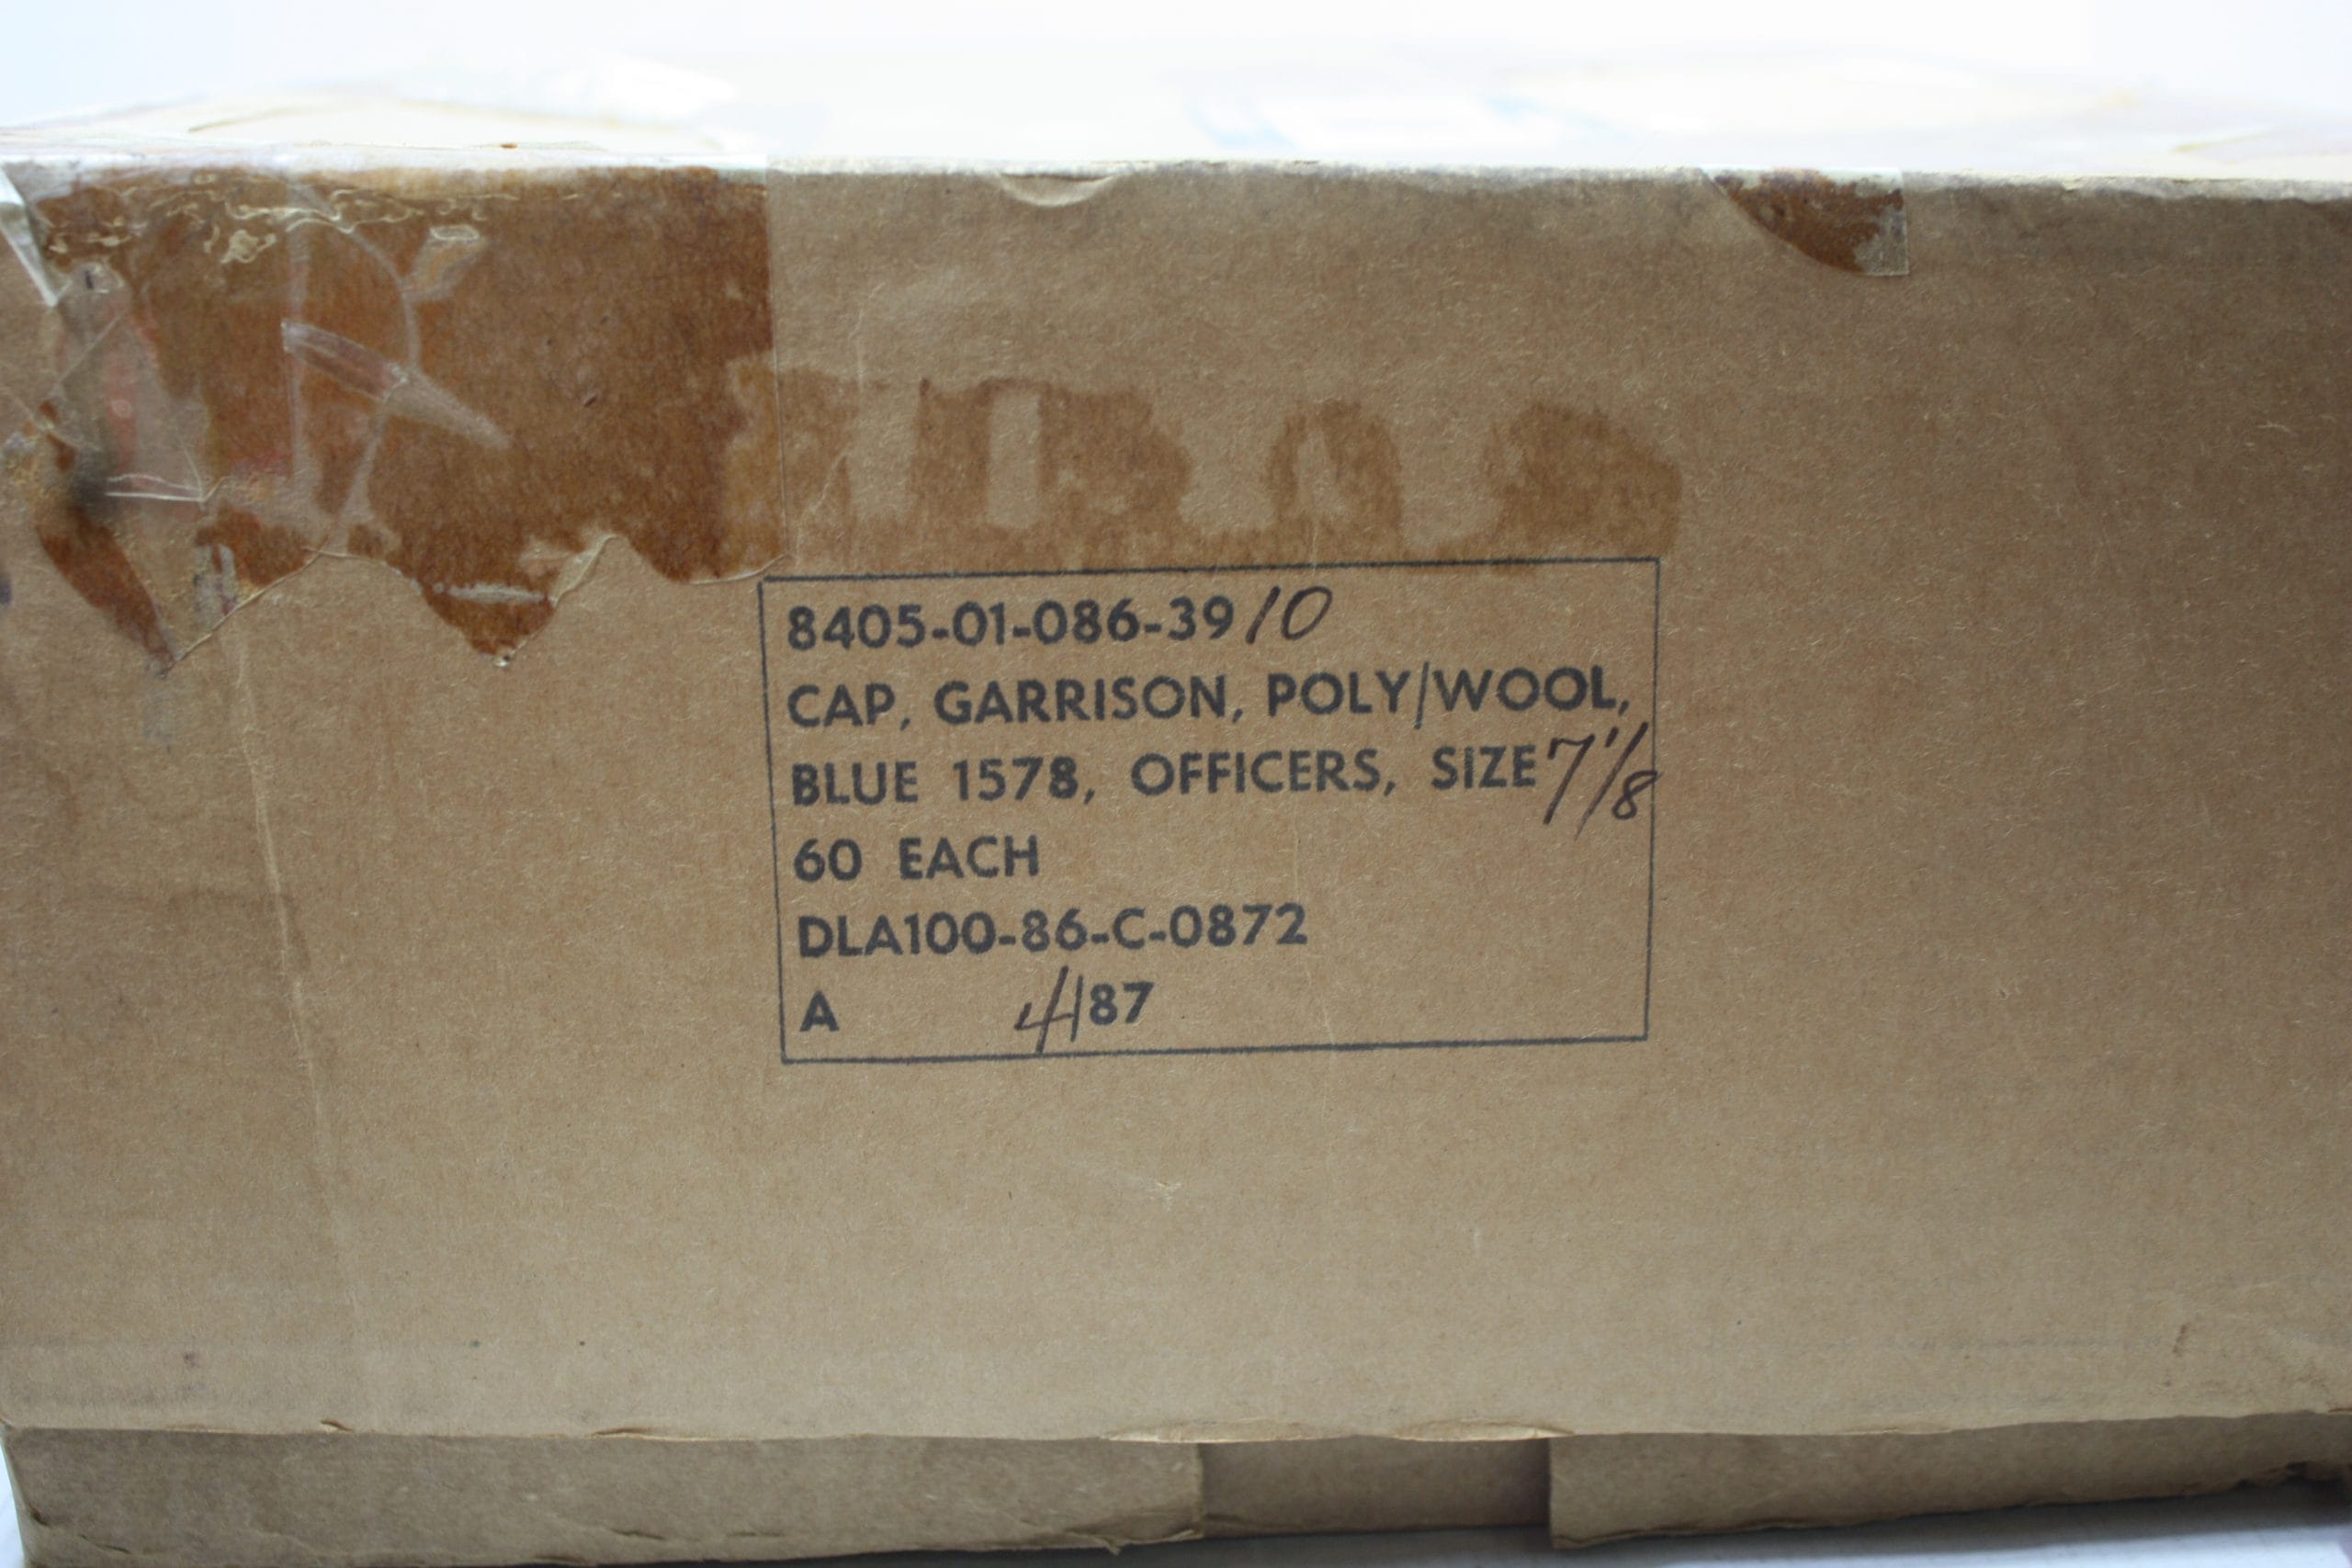 8405-01-086-3910
CAP, GARRISON, POLY/WOOL,
BLUE 1578, OFFICERS, SIZE 7 1/8
60 EACH
DLA100-86-C-0872
A 4/87